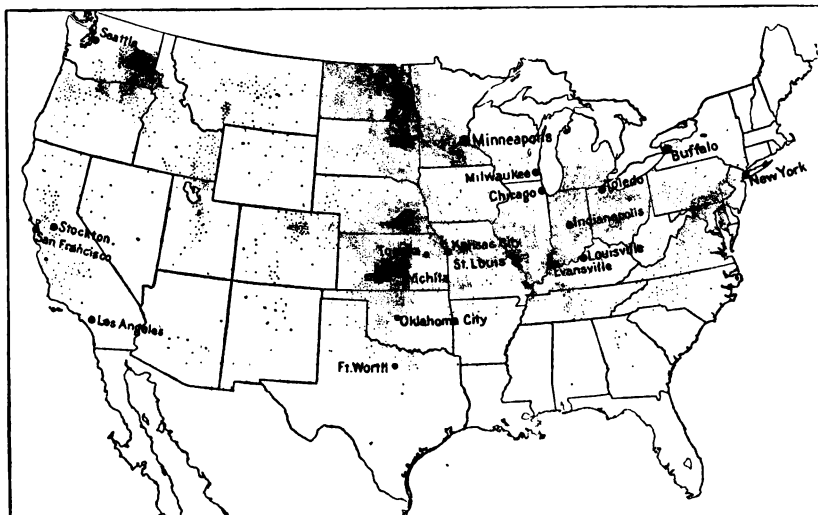 Seattle
Minneapolis
Buffalo
Milwaukee
Toledo
New York
Chicago
Indianapolis
Stockton
San Francisco
Topeka
Kansas City
Louisville
St. Louis
Evansville
Wichita
Los Angeles
Oklahoma City
Ft. Worth